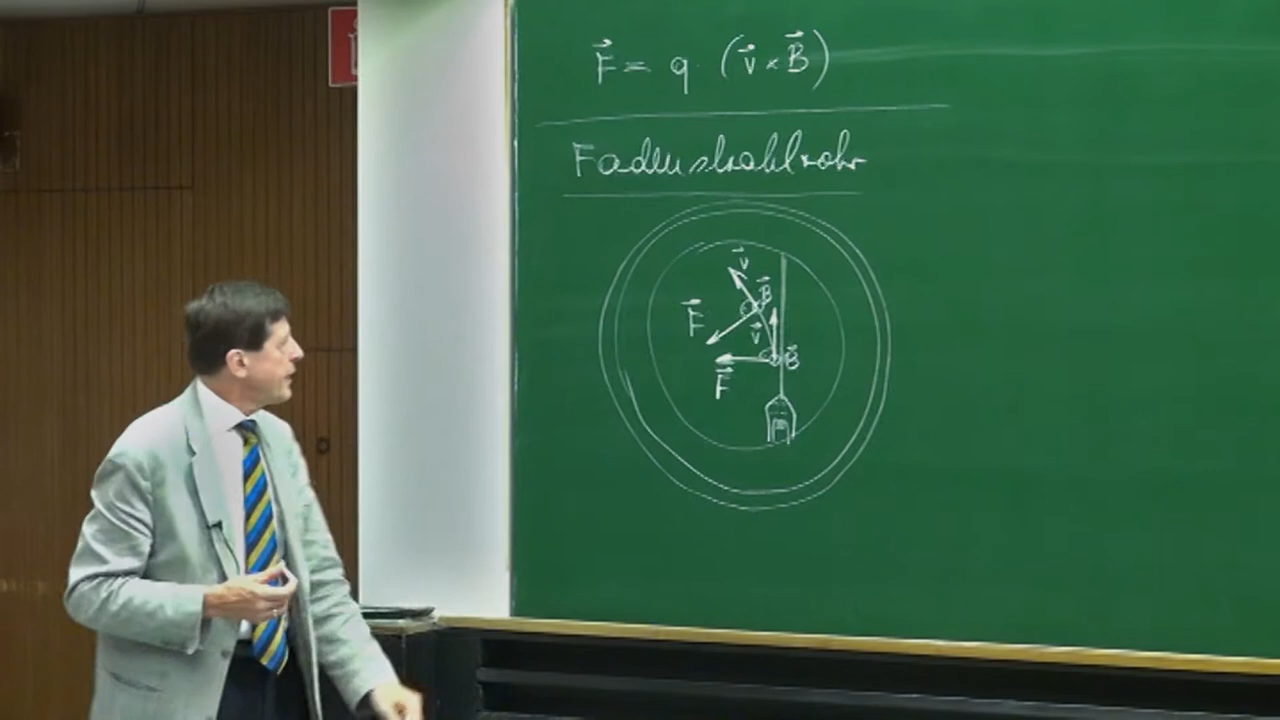 F⃗ = q · (v⃗ × B⃗)
Fadenstrahlrohr
v⃗
B⃗
F⃗
v⃗
B⃗
F⃗